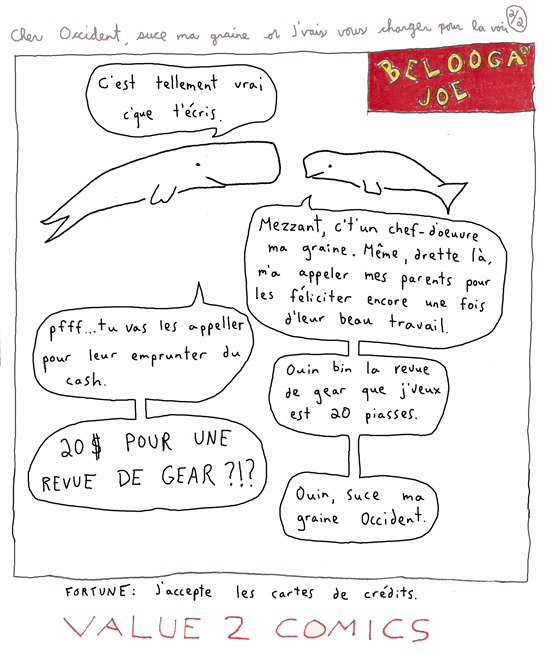 Cher Occident, suce ma graine or j'vais vous charger pour la voir 2/2
BELOOGA
JOE
C'est tellement vrai
c'que t'écris.
Mezzant, c't'un chef-d'oeuvre
ma graine. Même, drette là,
m'a appeler mes parents pour
les féliciter encore une fois
d'leur beau travail.
pfff...tu vas les appeller
pour leur emprunter du
cash.
Ouin bin la revue
de gear que j'veux
est 20 piasses.
20$ POUR UNE
REVUE DE GEAR ?!?
Ouin, suce ma
graine Occident.
FORTUNE: J'accepte les cartes de crédits.
VALUE 2 COMICS